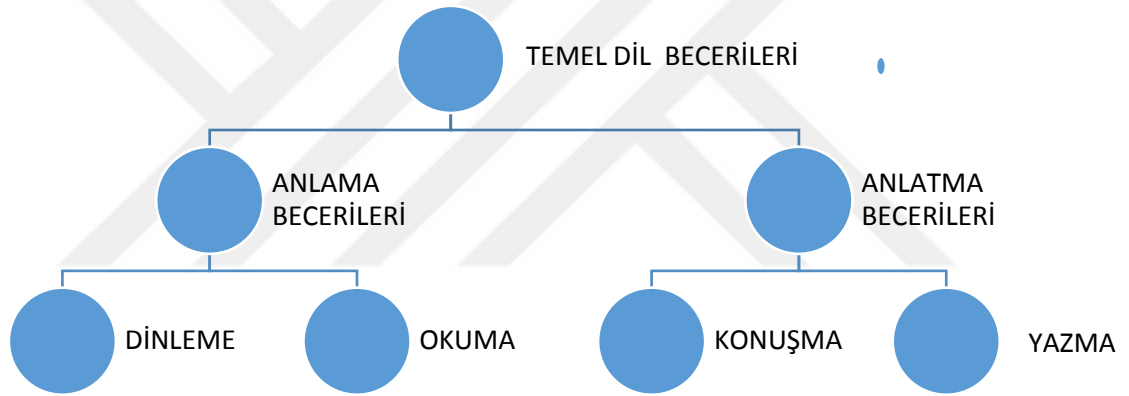 TEMEL DİL BECERİLERİ
ANLAMA
BECERİLERİ
ANLATMA
BECERİLERİ
DİNLEME
OKUMA
KONUŞMA
YAZMA